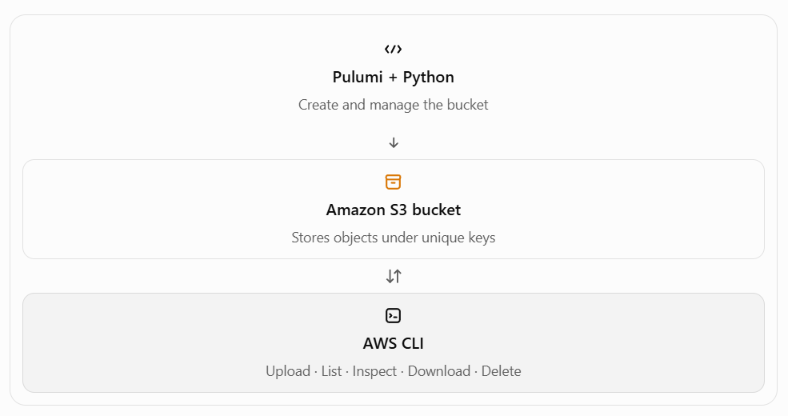 Pulumi + Python
Create and manage the bucket
Amazon S3 bucket
Stores objects under unique keys
AWS CLI
Upload · List · Inspect · Download · Delete